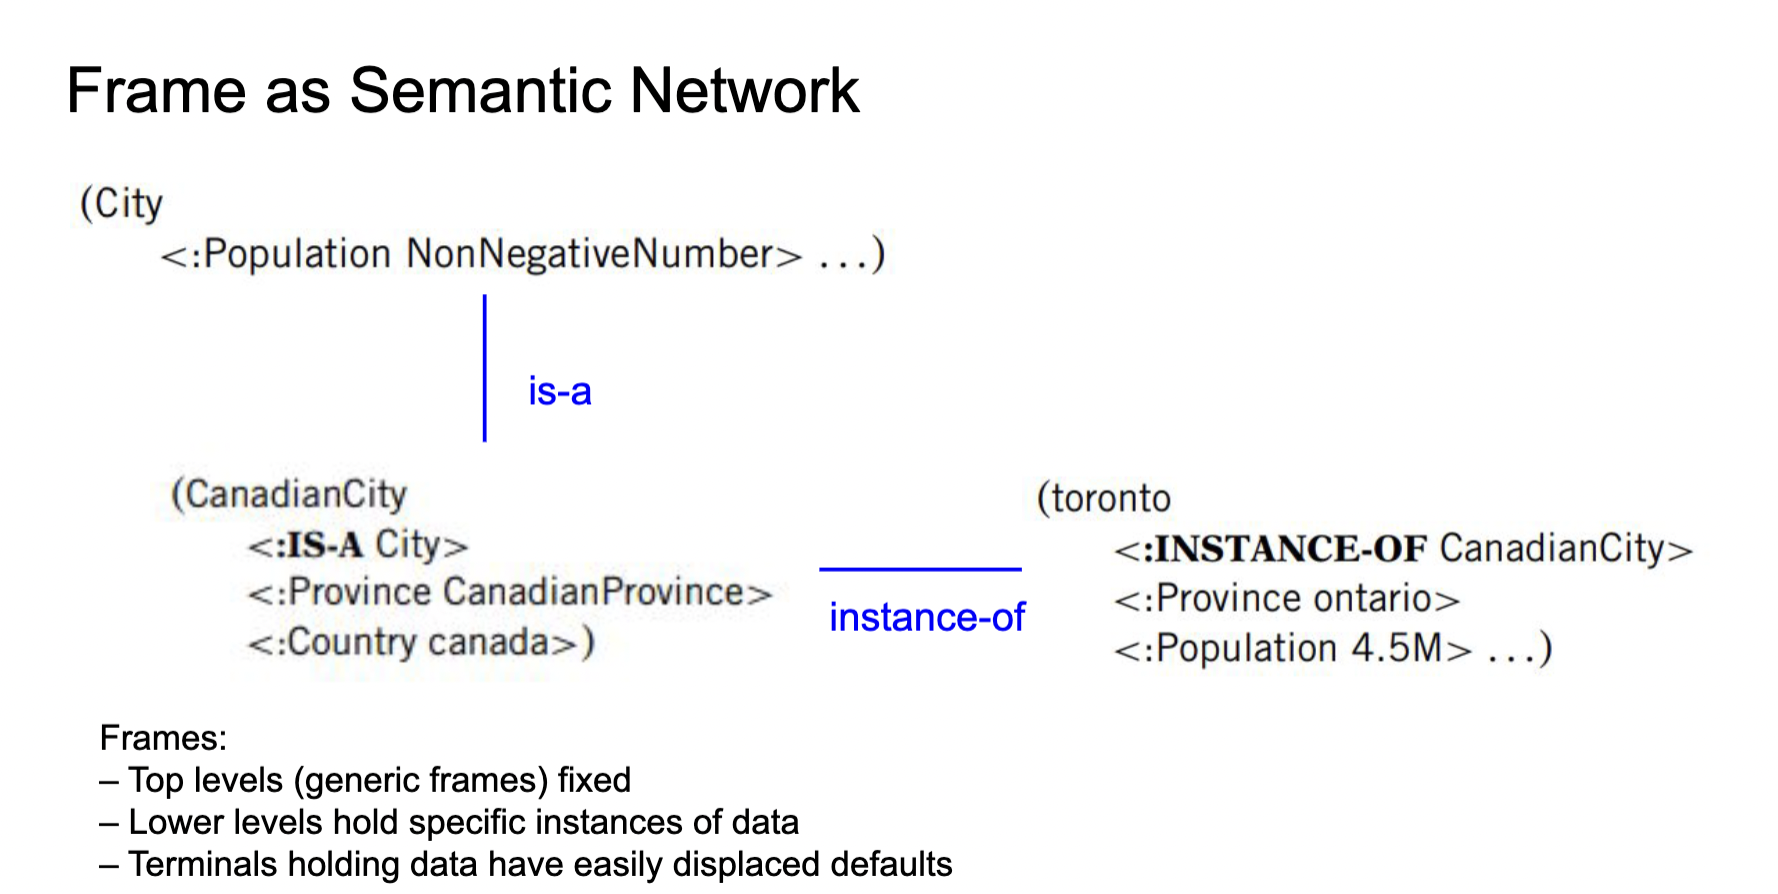 Frame as Semantic Network
(City
<:Population NonNegativeNumber> ...)
is-a
(CanadianCity
<:IS-A City>
<:Province CanadianProvince>
<:Country canada>)
instance-of
(toronto
<:INSTANCE-OF CanadianCity>
<:Province ontario>
<:Population 4.5M> ...)
Frames:
– Top levels (generic frames) fixed
– Lower levels hold specific instances of data
– Terminals holding data have easily displaced defaults